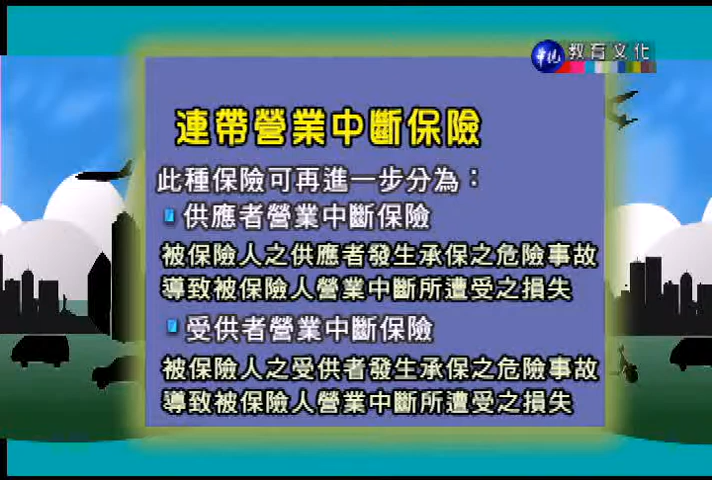 華視 教育文化
連帶營業中斷保險
此種保險可再進一步分為：
供應者營業中斷保險
被保險人之供應者發生承保之危險事故
導致被保險人營業中斷所遭受之損失
受供者營業中斷保險
被保險人之受供者發生承保之危險事故
導致被保險人營業中斷所遭受之損失